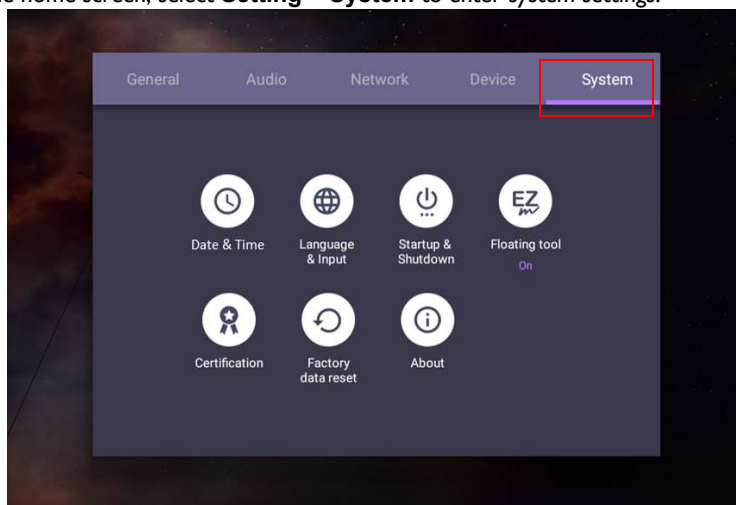 home screen, select Setting > System to enter system settings.
General Audio Network Device System
Date & Time
Language
& Input
Startup &
Shutdown
EZ
Floating tool
On
Certification
Factory
data reset
About